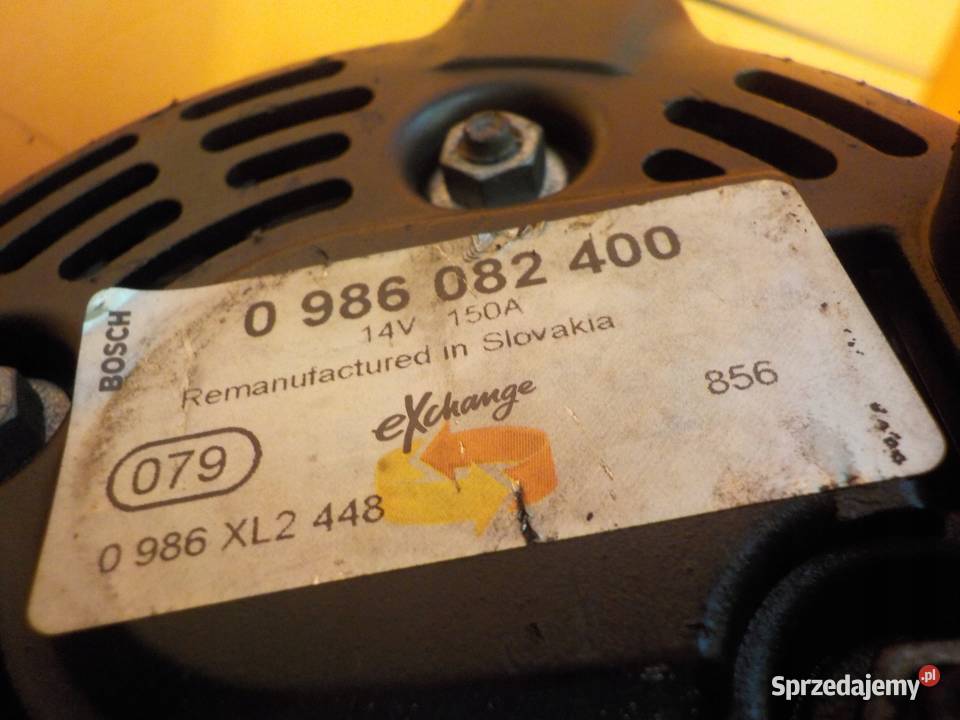 0 986 082 400
14V 150A
Remanufactured in Slovakia
BOSCH
eXchange
856
079
0 986 XL2 448
Sprzedajemy.pl